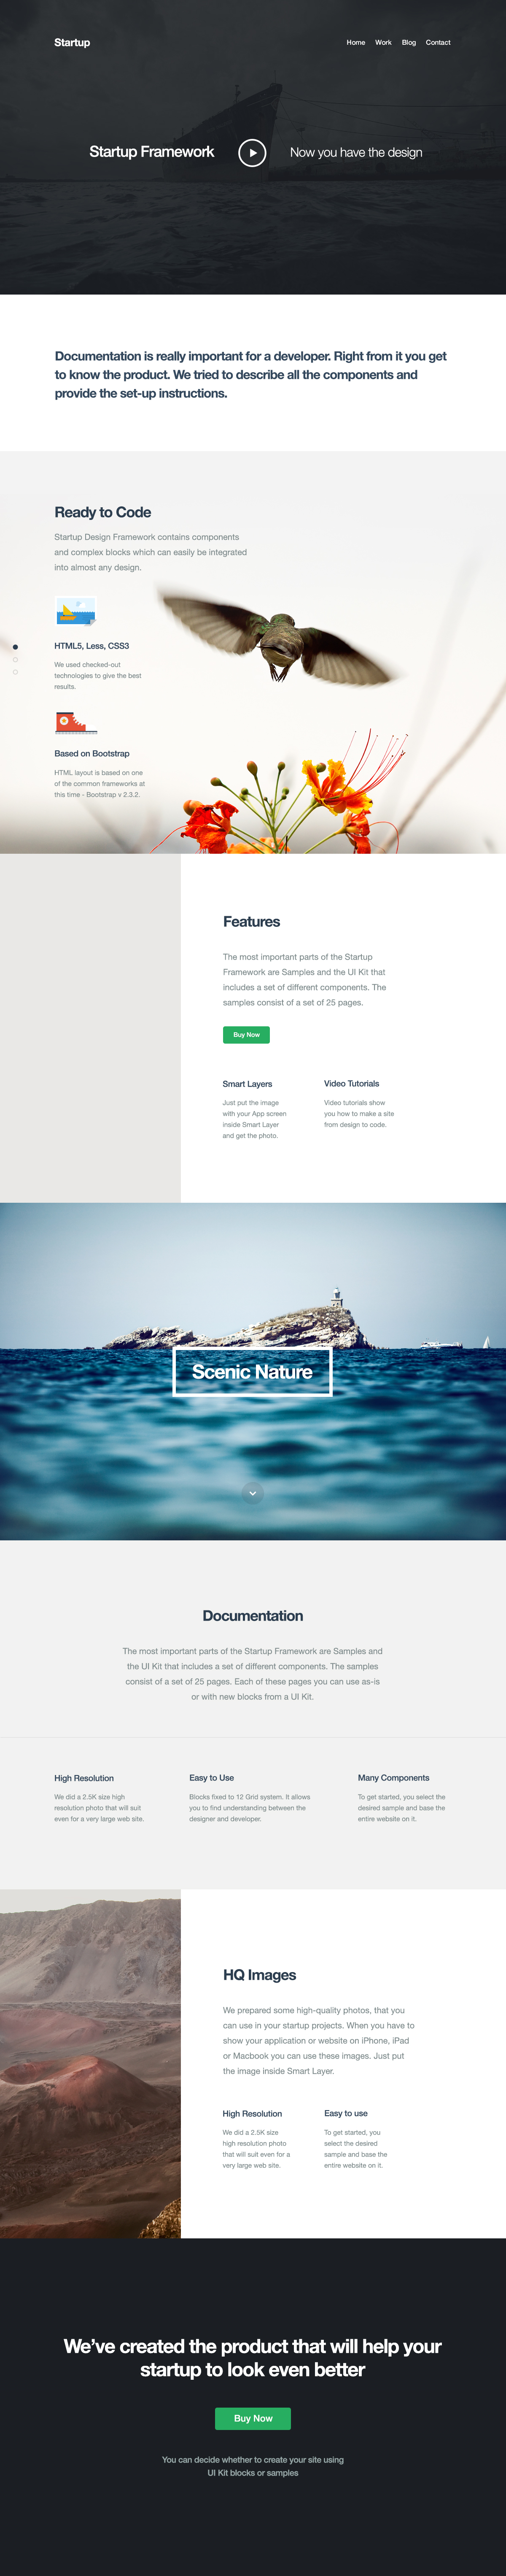 Startup
Home Work Blog Contact
Startup Framework
Now you have the design
Documentation is really important for a developer. Right from it you get
to know the product. We tried to describe all the components and
provide the set-up instructions.
Ready to Code
Startup Design Framework contains components
and complex blocks which can easily be integrated
into almost any design.
HTML5, Less, CSS3
We used checked-out
technologies to give the best
results.
Based on Bootstrap
HTML layout is based on one
of the common frameworks at
this time - Bootstrap v 2.3.2.
Features
The most important parts of the Startup
Framework are Samples and the UI Kit that
includes a set of different components. The
samples consist of a set of 25 pages.
Buy Now
Smart Layers
Just put the image
with your App screen
inside Smart Layer
and get the photo.
Video Tutorials
Video tutorials show
you how to make a site
from design to code.
Scenic Nature
Documentation
The most important parts of the Startup Framework are Samples and
the UI Kit that includes a set of different components. The samples
consist of a set of 25 pages. Each of these pages you can use as-is
or with new blocks from a UI Kit.
High Resolution
We did a 2.5K size high
resolution photo that will suit
even for a very large web site.
Easy to Use
Blocks fixed to 12 Grid system. It allows
you to find understanding between the
designer and developer.
Many Components
To get started, you select the
desired sample and base the
entire website on it.
HQ Images
We prepared some high-quality photos, that you
can use in your startup projects. When you have to
show your application or website on iPhone, iPad
or Macbook you can use these images. Just put
the image inside Smart Layer.
High Resolution
We did a 2.5K size
high resolution photo
that will suit even for a
very large web site.
Easy to use
To get started, you
select the desired
sample and base the
entire website on it.
We've created the product that will help your
startup to look even better
Buy Now
You can decide whether to create your site using
UI Kit blocks or samples